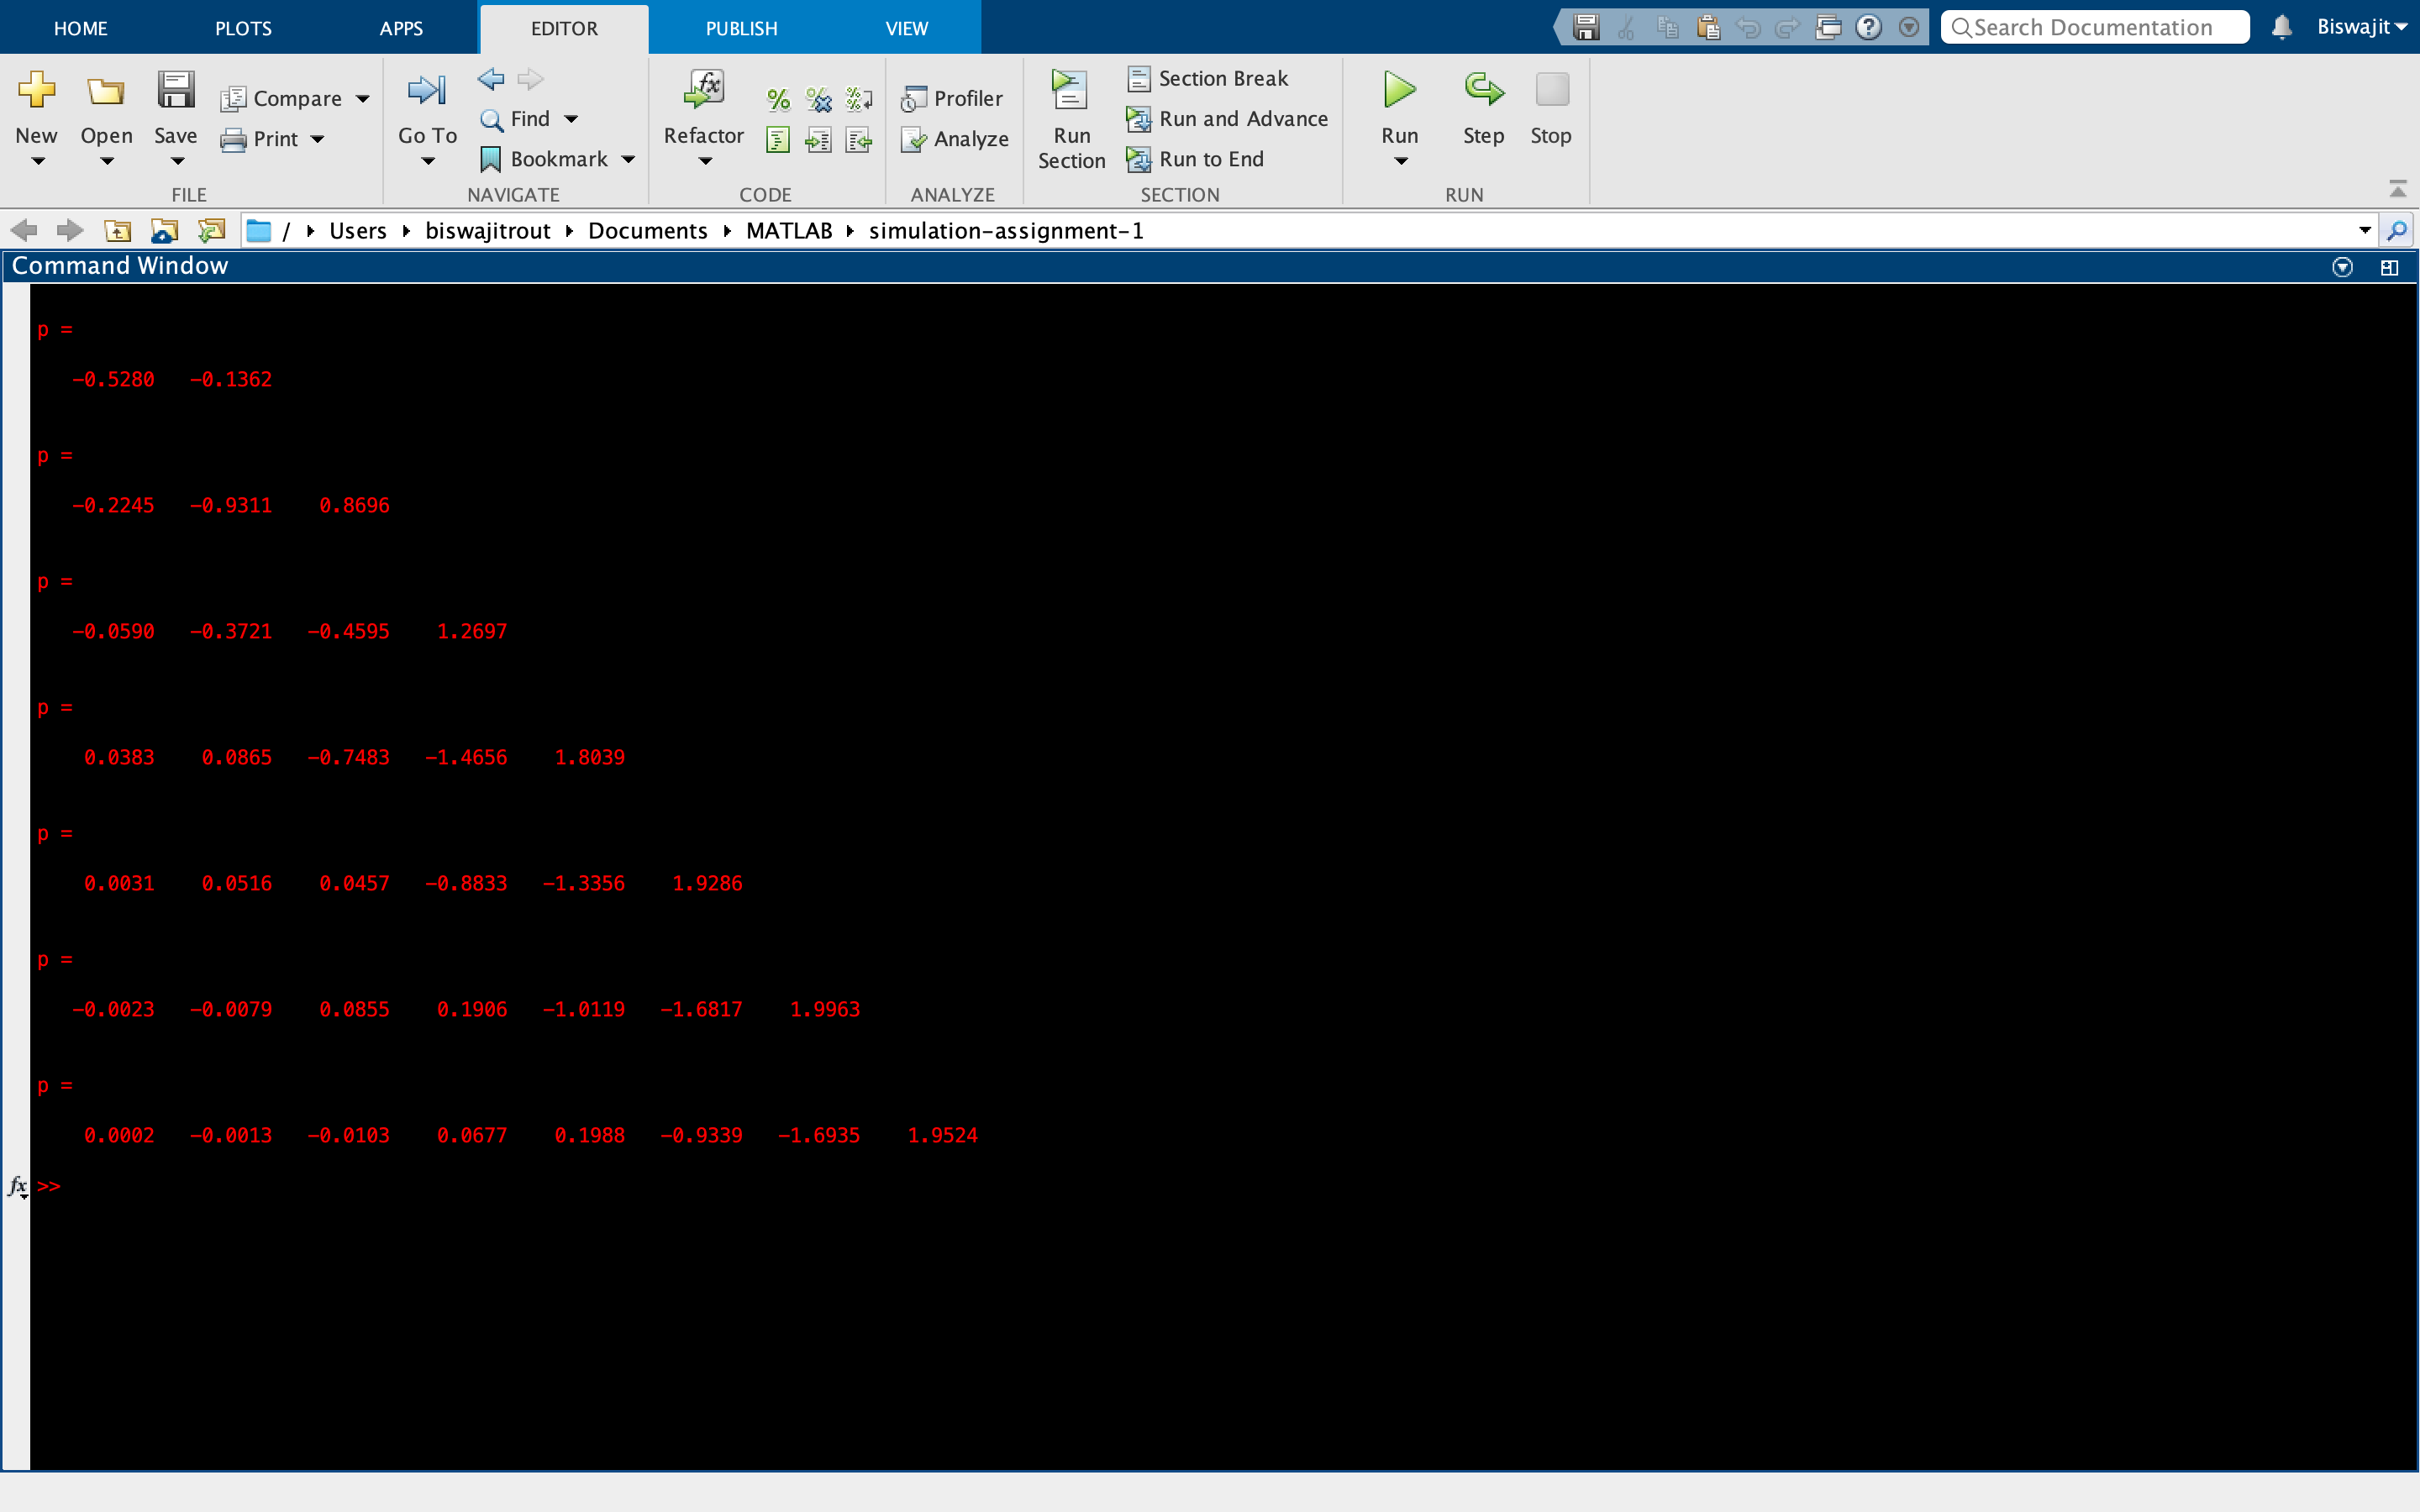 HOME PLOTS APPS EDITOR PUBLISH VIEW Search Documentation Biswajit
New Open Save Compare Print Go To Find Bookmark Refactor Profiler Analyze Run Section Section Break Run and Advance Run to End Run Step Stop
FILE NAVIGATE CODE ANALYZE SECTION RUN
/ Users biswajitrout Documents MATLAB simulation-assignment-1
Command Window
p =
-0.5280 -0.1362
p =
-0.2245 -0.9311 0.8696
p =
-0.0590 -0.3721 -0.4595 1.2697
p =
0.0383 0.0865 -0.7483 -1.4656 1.8039
p =
0.0031 0.0516 0.0457 -0.8833 -1.3356 1.9286
p =
-0.0023 -0.0079 0.0855 0.1906 -1.0119 -1.6817 1.9963
p =
0.0002 -0.0013 -0.0103 0.0677 0.1988 -0.9339 -1.6935 1.9524
fx >>